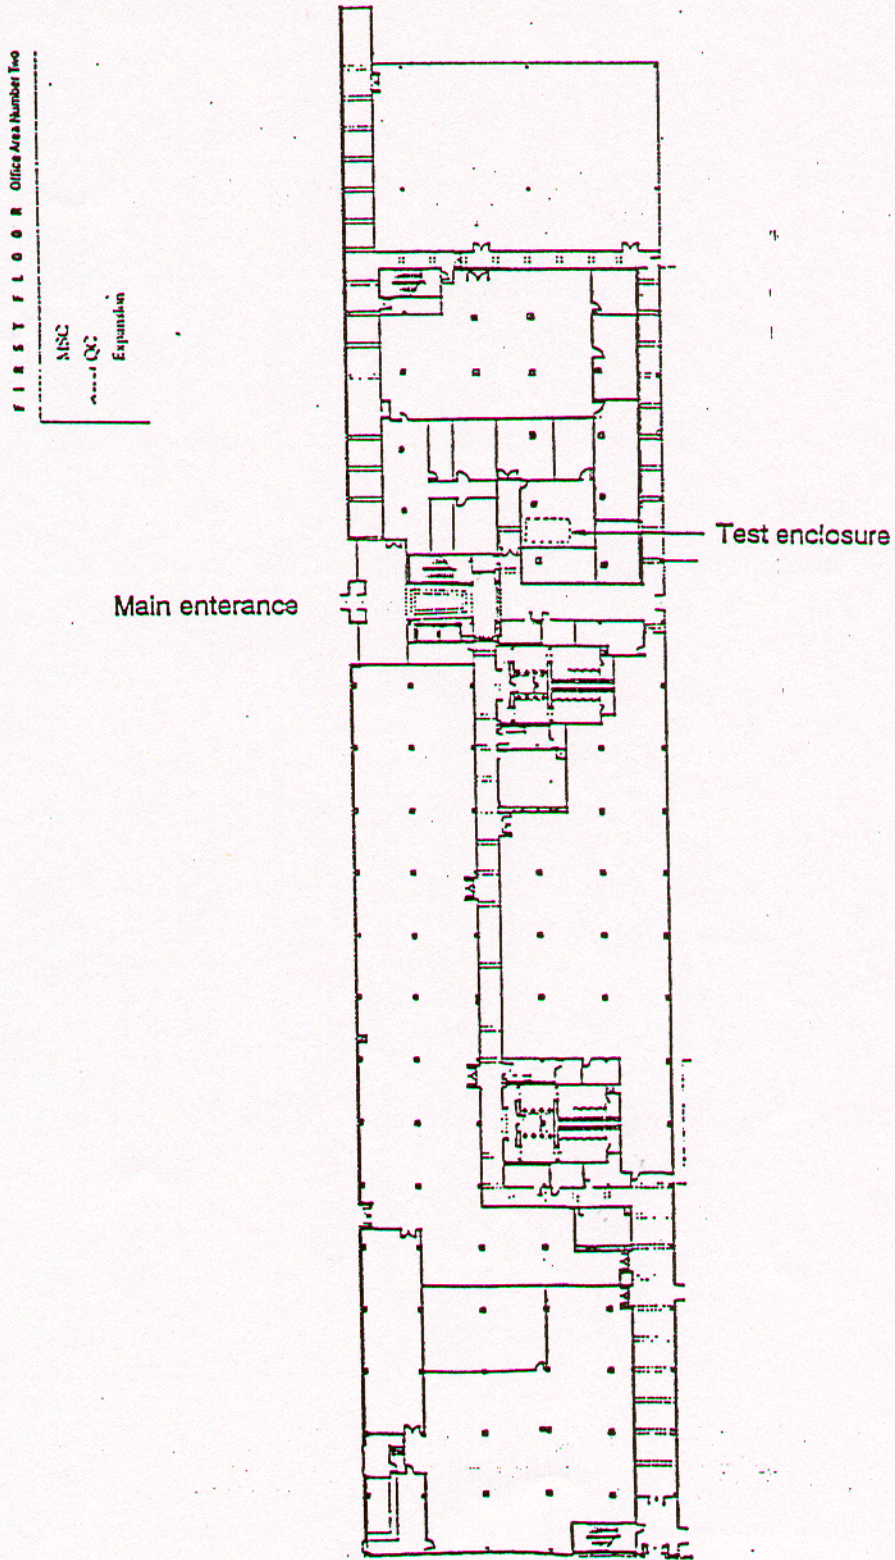 FIRST FLOOR Office Area Number Two
MSC
QC
Expansion
Test enclosure
Main enterance